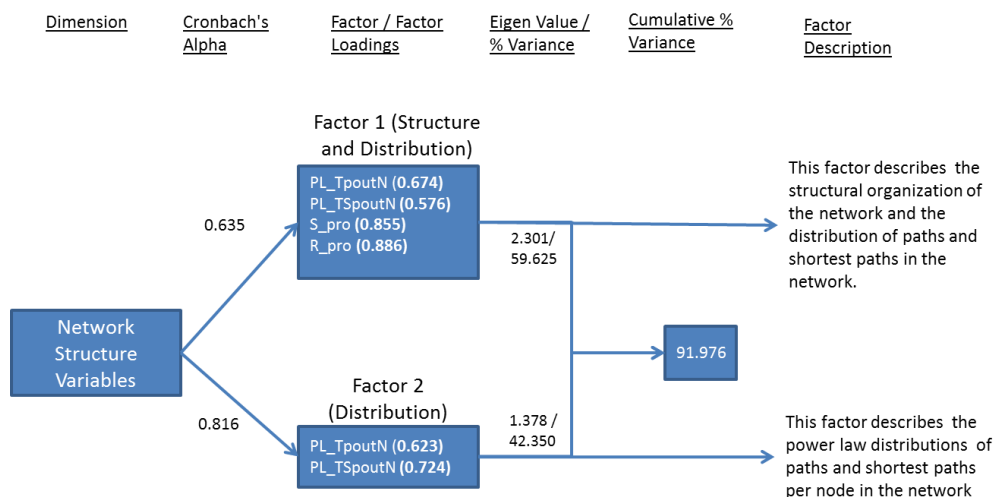 Dimension
Cronbach's
Alpha
Factor / Factor
Loadings
Eigen Value /
% Variance
Cumulative %
Variance
Factor
Description
Factor 1 (Structure
and Distribution)
PL_TpoutN (0.674)
PL_TSpoutN (0.576)
S_pro (0.855)
R_pro (0.886)
0.635
2.301/
59.625
This factor describes the
structural organization of
the network and the
distribution of paths and
shortest paths in the
network.
Network
Structure
Variables
91.976
0.816
Factor 2
(Distribution)
PL_TpoutN (0.623)
PL_TSpoutN (0.724)
1.378 /
42.350
This factor describes the
power law distributions of
paths and shortest paths
per node in the network